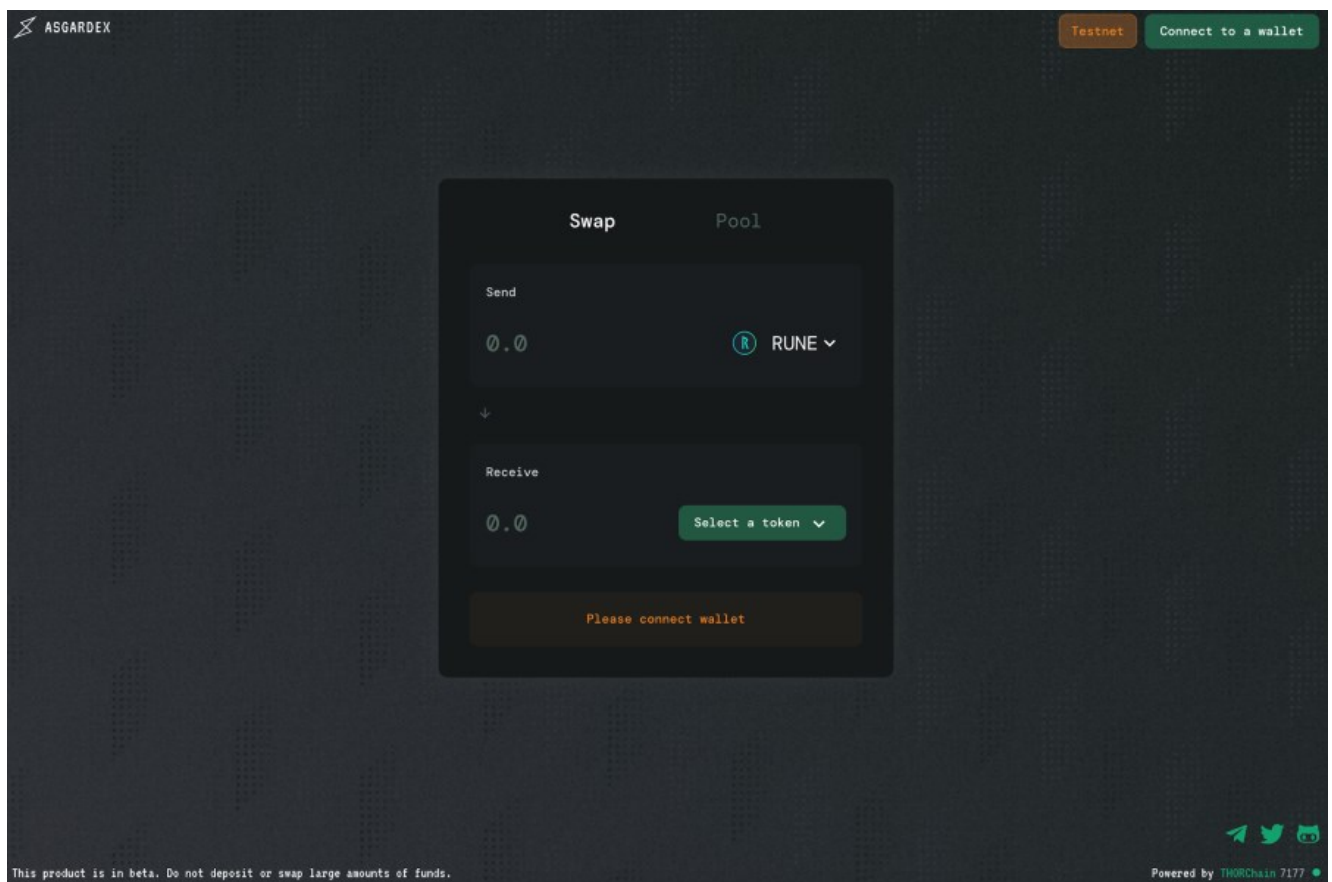 ASGARDEX
Testnet
Connect to a wallet
Swap
Pool
Send
0.0
R RUNE
Receive
0.0
Select a token
Please connect wallet
This product is in beta. Do not deposit or swap large amounts of funds.
Powered by THORChain 7177